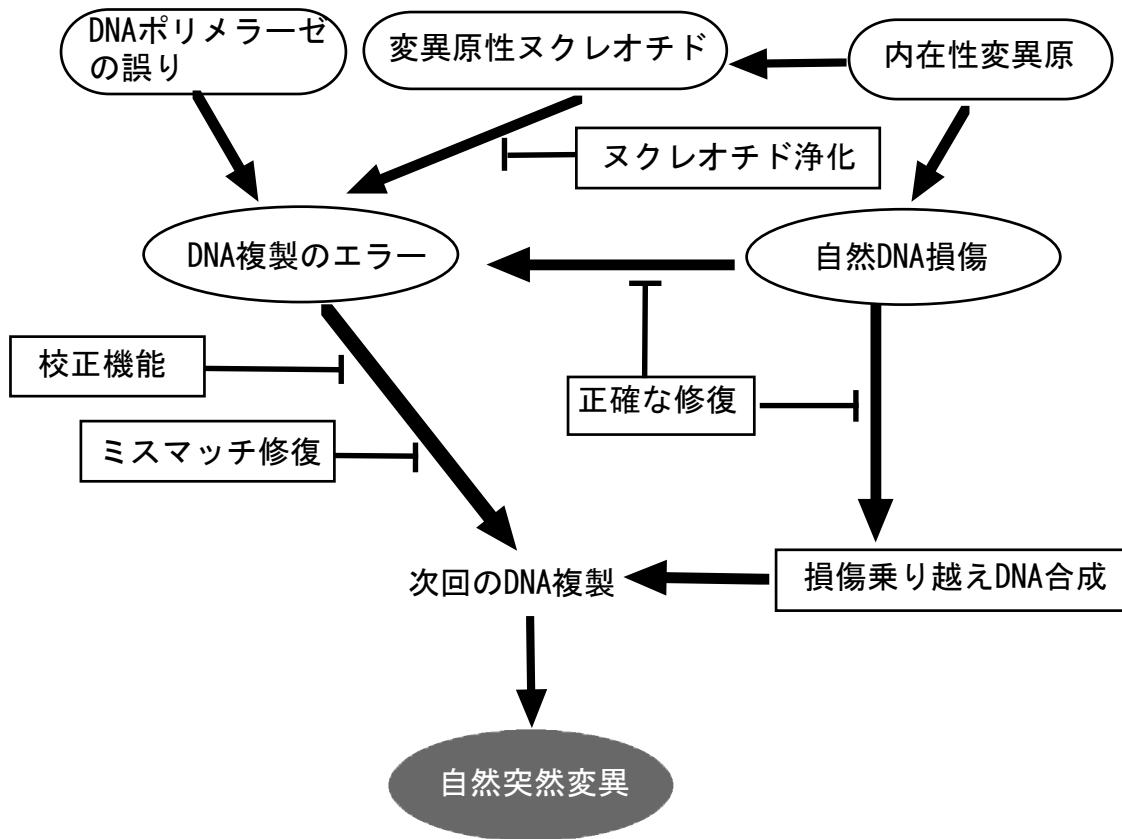 DNAポリメラーゼ
の誤り
変異原性ヌクレオチド
内在性変異原
ヌクレオチド浄化
DNA複製のエラー
自然DNA損傷
校正機能
正確な修復
ミスマッチ修復
次回のDNA複製
損傷乗り越えDNA合成
自然突然変異